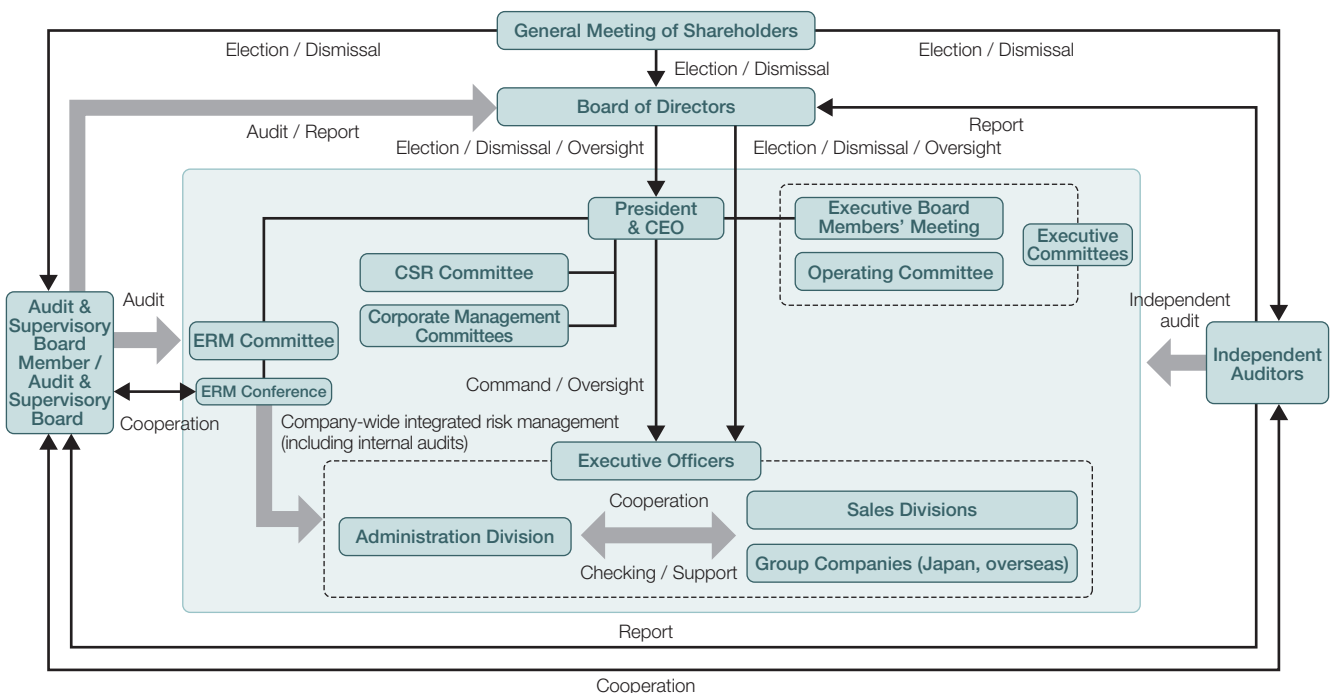 General Meeting of Shareholders
Election / Dismissal
Election / Dismissal
Election / Dismissal
Board of Directors
Audit / Report
Report
Election / Dismissal / Oversight
Election / Dismissal / Oversight
President
& CEO
Executive Board
Members’ Meeting
Executive
Committees
CSR Committee
Operating Committee
Corporate Management
Committees
Audit &
Supervisory
Board
Member /
Audit &
Supervisory
Board
Audit
ERM Committee
Independent
audit
Independent
Auditors
ERM Conference
Cooperation
Command / Oversight
Company-wide integrated risk management
(including internal audits)
Executive Officers
Administration Division
Cooperation
Checking / Support
Sales Divisions
Group Companies (Japan, overseas)
Report
Cooperation